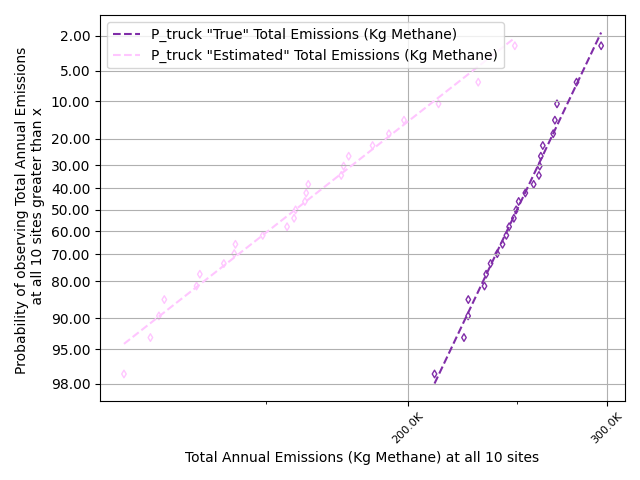 P_truck "True" Total Emissions (Kg Methane)
P_truck "Estimated" Total Emissions (Kg Methane)
Probability of observing Total Annual Emissions
at all 10 sites greater than x
2.00
5.00
10.00
20.00
30.00
40.00
50.00
60.00
70.00
80.00
90.00
95.00
98.00
200.0K
300.0K
Total Annual Emissions (Kg Methane) at all 10 sites